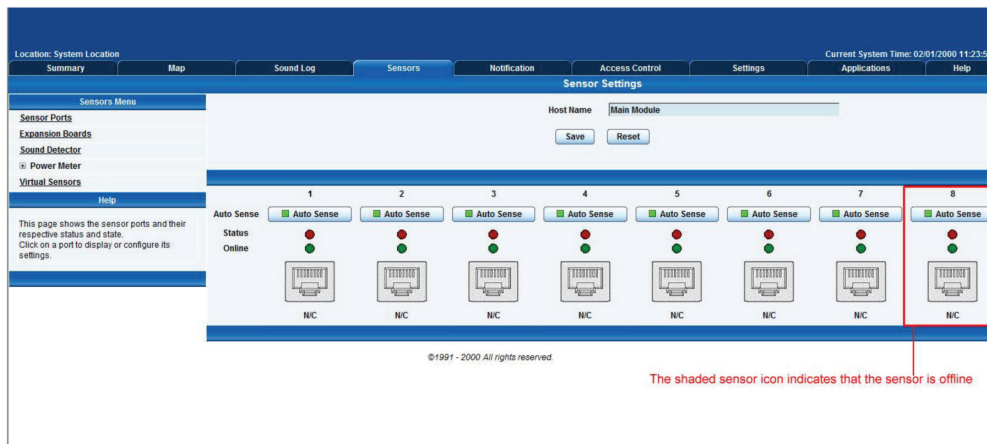 Location: System Location
Current System Time: 02/01/2000 11:23:5
Summary Map Sound Log Sensors Notification Access Control Settings Applications Help
Sensor Settings
Sensors Menu
Sensor Ports
Expansion Boards
Sound Detector
Power Meter
Virtual Sensors
Help
This page shows the sensor ports and their
respective status and state.
Click on a port to display or configure its
settings.
Host Name Main Module
Save Reset
1 2 3 4 5 6 7 8
Auto Sense Auto Sense Auto Sense Auto Sense Auto Sense Auto Sense Auto Sense Auto Sense Auto Sense
Status
Online
N/C N/C N/C N/C N/C N/C N/C N/C
©1991 - 2000 All rights reserved.
The shaded sensor icon indicates that the sensor is offline